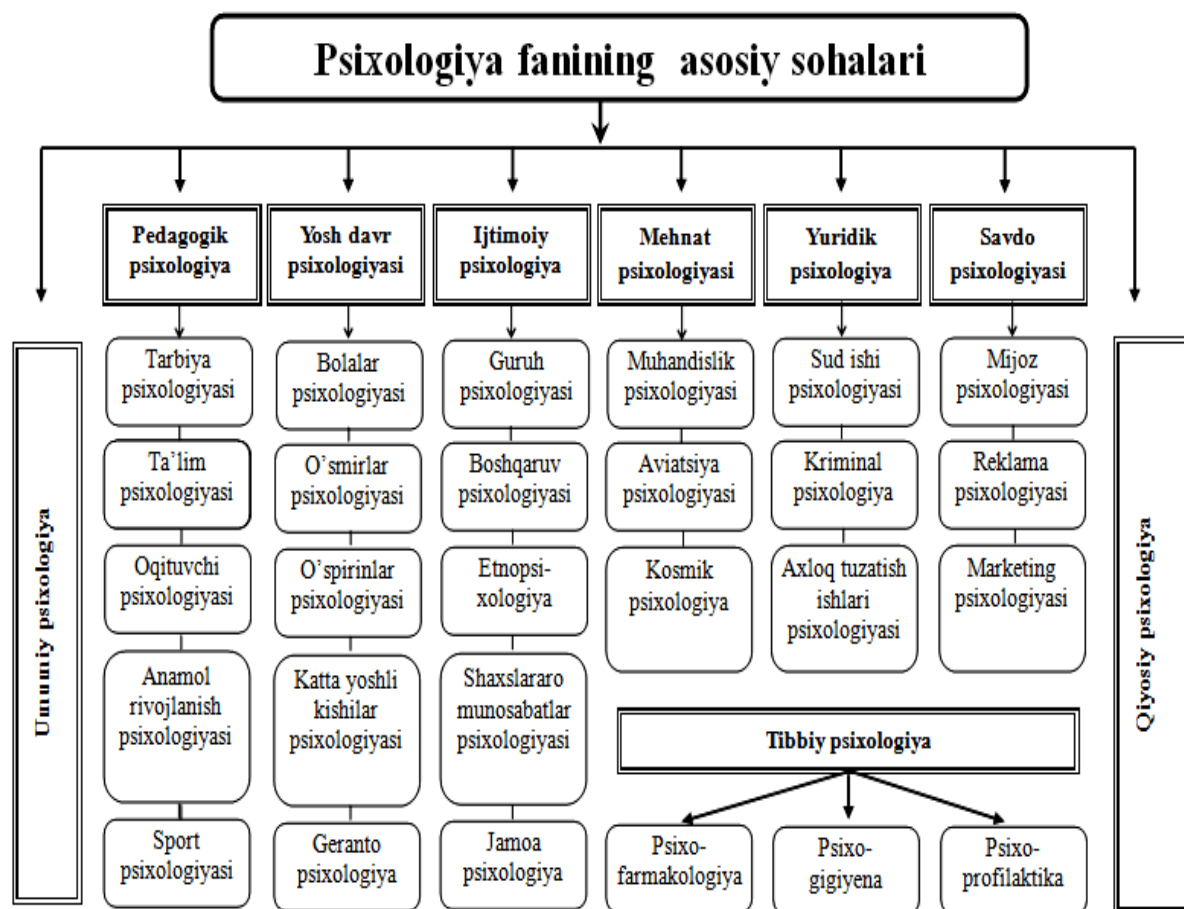 Psixologiya fanining asosiy sohalari
Umumiy psixologiya
Pedagogik
psixologiya
Tarbiya
psixologiyasi
Ta’lim
psixologiyasi
Oqituvchi
psixologiyasi
Anamol
rivojlanish
psixologiyasi
Sport
psixologiyasi
Yosh davr
psixologiyasi
Bolalar
psixologiyasi
O’smirlar
psixologiyasi
O’spirinlar
psixologiyasi
Katta yoshli
kishilar
psixologiyasi
Geranto
psixologiya
Ijtimoiy
psixologiya
Guruh
psixologiyasi
Boshqaruv
psixologiyasi
Etnopsi-
xologiya
Shaxslararo
munosabatlar
psixologiyasi
Jamoa
psixologiya
Mehnat
psixologiyasi
Muhandislik
psixologiyasi
Aviatsiya
psixologiyasi
Kosmik
psixologiya
Yuridik
psixologiya
Sud ishi
psixologiyasi
Kriminal
psixologiya
Axloq tuzatish
ishlari
psixologiyasi
Savdo
psixologiyasi
Mijoz
psixologiyasi
Reklama
psixologiyasi
Marketing
psixologiyasi
Tibbiy psixologiya
Psixo-
farmakologiya
Psixo-
gigiyena
Psixo-
profilaktika
Qiyosiy psixologiya